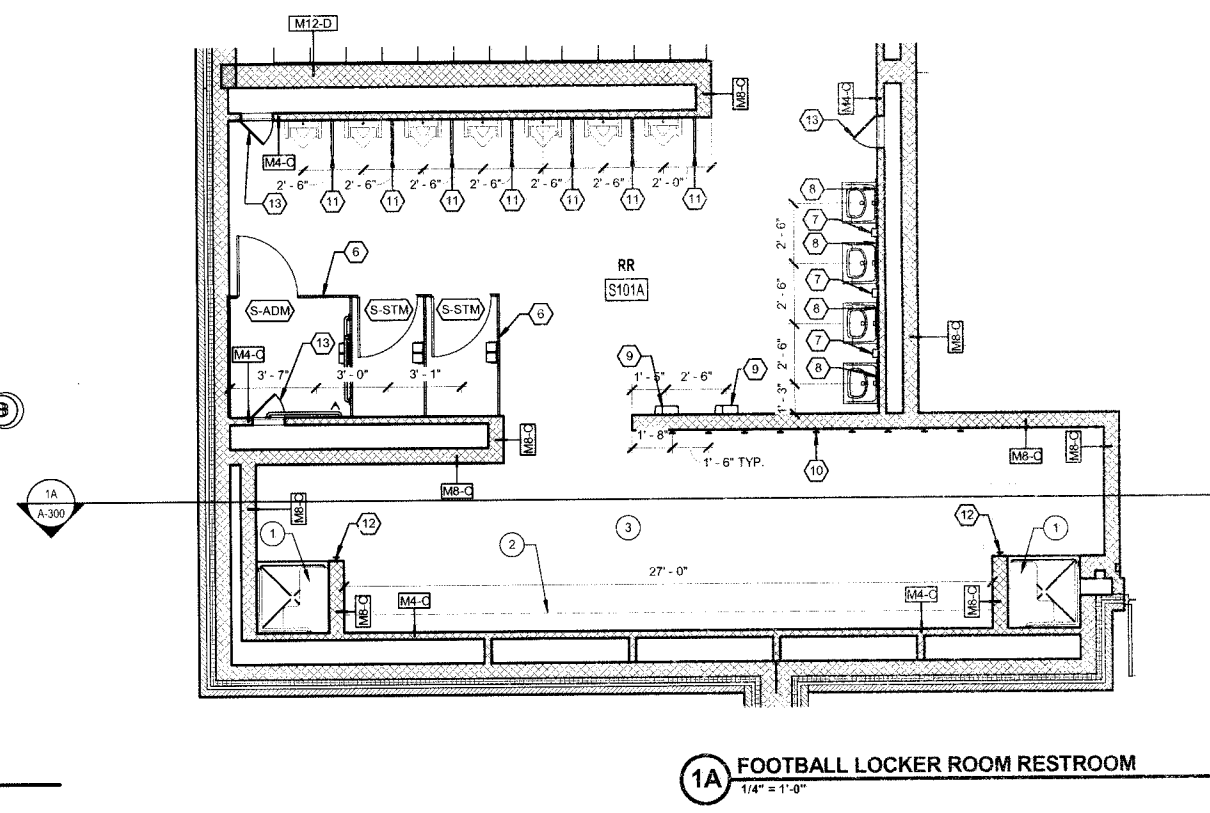 M12-D
M8-C
M4-C
13
M4-C
2' - 6" 2' - 6" 2' - 6" 2' - 6" 2' - 6" 2' - 6" 2' - 0"
13 11 11 11 11 11 11 11
8
7
2' - 6"
8
6
RR
S101A
2' - 6"
7
S-ADM S-STM S-STM
6
8
M8-C
7
2' - 6"
8
M4-C
13
3' - 7" 3' - 0" 3' - 1"
9
9
1' - 6" 2' - 6"
1' - 3"
1' - 8"
1' - 6" TYP.
10
M8-C
M8-C
M8-C
M8-C
M8-C
1A
A-300
M8-C
1
12
2
3
12
1
27' - 0"
M8-C
M4-C
M4-C
M8-C
1A FOOTBALL LOCKER ROOM RESTROOM
1/4" = 1'-0"